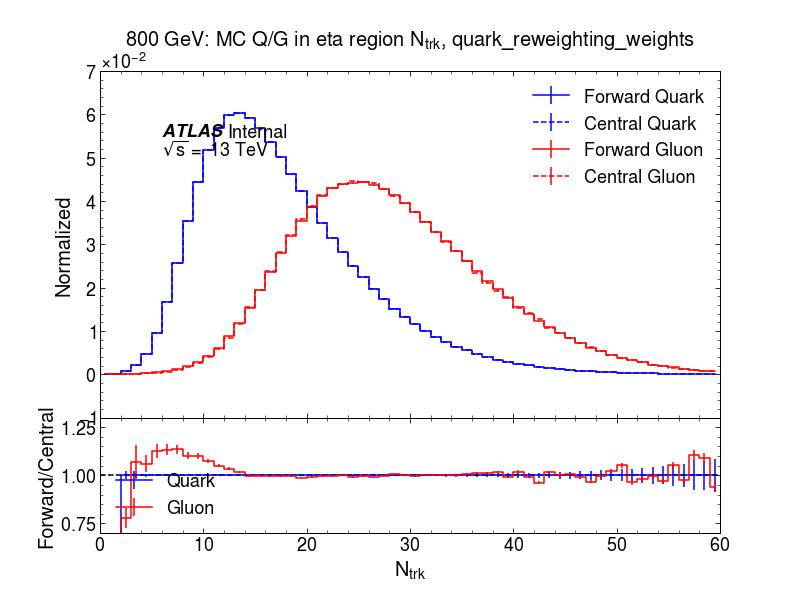 800 GeV: MC Q/G in eta region N_trk, quark_reweighting_weights
×10⁻²
7
6
5
4
3
2
1
0
−1
Normalized
ATLAS Internal
√s = 13 TeV
Forward Quark
Central Quark
Forward Gluon
Central Gluon
1.25
1.00
0.75
Forward/Central
Quark
Gluon
0 10 20 30 40 50 60
N_trk